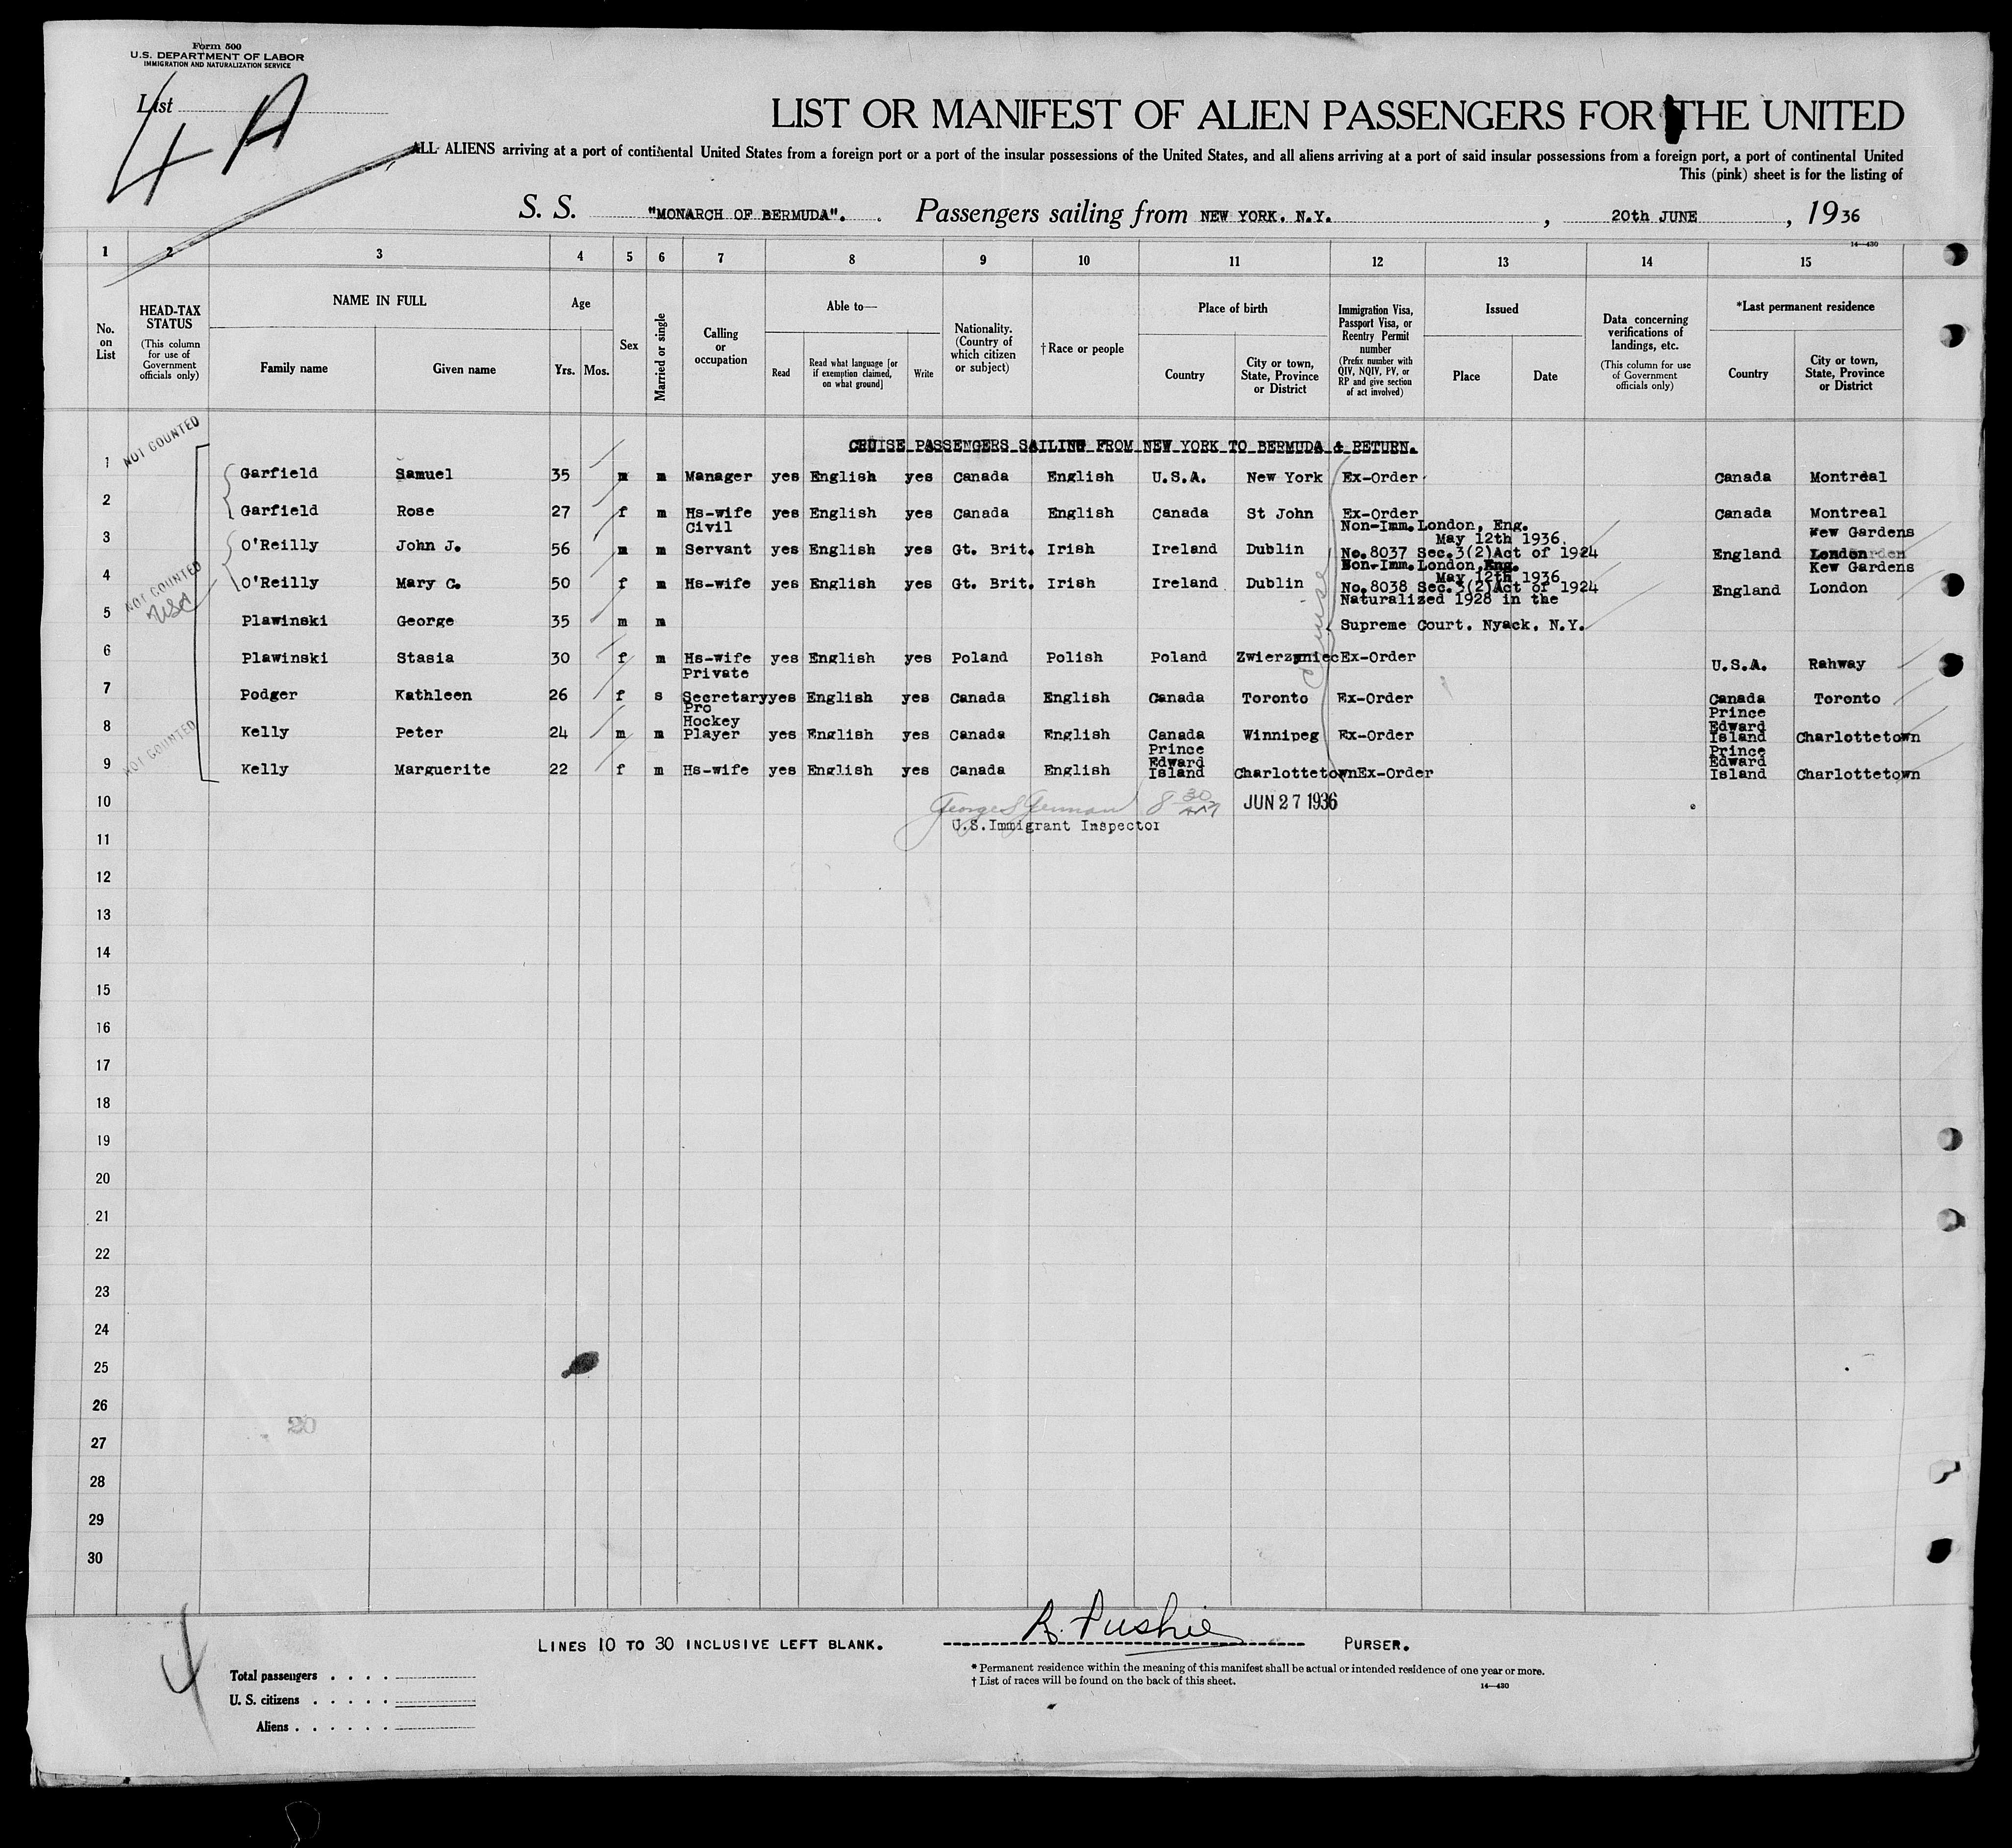 Form 500
U.S. DEPARTMENT OF LABOR
IMMIGRATION AND NATURALIZATION SERVICE
List
4 A
LIST OR MANIFEST OF ALIEN PASSENGERS FOR THE UNITED
ALL ALIENS arriving at a port of continental United States from a foreign port or a port of the insular possessions of the United States, and all aliens arriving at a port of said insular possessions from a foreign port, a port of continental United
This (pink) sheet is for the listing of
S. S. "MONARCH OF BERMUDA". Passengers sailing from NEW YORK. N.Y. , 20th JUNE , 1936
14—430
1 2 3 4 5 6 7 8 9 10 11 12 13 14 15
No. on List
HEAD-TAX STATUS (This column for use of Government officials only)
NAME IN FULL
Family name Given name
Age
Yrs. Mos.
Sex
Married or single
Calling or occupation
Able to—
Read Read what language [or if exemption claimed, on what ground] Write
Nationality. (Country of which citizen or subject)
†Race or people
Place of birth
Country City or town, State, Province or District
Immigration Visa, Passport Visa, or Reentry Permit number (Prefix number with QIV, NQIV, PV, or RP and give section of act involved)
Issued
Place Date
Data concerning verifications of landings, etc. (This column for use of Government officials only)
*Last permanent residence
Country City or town, State, Province or District
CRUISE PASSENGERS SAILING FROM NEW YORK TO BERMUDA & RETURN.
NOT COUNTED
1 Garfield Samuel 35 m m Manager yes English yes Canada English U.S.A. New York Ex-Order Canada Montreal
2 Garfield Rose 27 f m Hs-wife yes English yes Canada English Canada St John Ex-Order Canada Montreal
3 O'Reilly John J. 56 m m Civil Servant yes English yes Gt. Brit. Irish Ireland Dublin Non-Imm. London, Eng. May 12th 1936. No.8037 Sec.3(2)Act of 1924 England Kew Gardens London
NOT COUNTED
4 O'Reilly Mary C. 50 f m Hs-wife yes English yes Gt. Brit. Irish Ireland Dublin Non-Imm. London, Eng. May 12th 1936 No.8038 Sec.3(2)Act of 1924 England Kew Gardens London
USC
5 Plawinski George 35 m m Naturalized 1928 in the Supreme Court. Nyack. N.Y.
6 Plawinski Stasia 30 f m Hs-wife yes English yes Poland Polish Poland Zwierzyniec Ex-Order U.S.A. Rahway
7 Podger Kathleen 26 f s Private Secretary yes English yes Canada English Canada Toronto Ex-Order Canada Toronto
8 Kelly Peter 24 m m Pro Hockey Player yes English yes Canada English Canada Winnipeg Ex-Order Prince Edward Island Charlottetown
NOT COUNTED
9 Kelly Marguerite 22 f m Hs-wife yes English yes Canada English Prince Edward Island Charlottetown Ex-Order Prince Edward Island Charlottetown
Cruise
10 8 30 AM JUN 27 1936
U.S.Immigrant Inspector
11
12
13
14
15
16
17
18
19
20
21
22
23
24
25
26
20
27
28
29
30
4
LINES 10 TO 30 INCLUSIVE LEFT BLANK. R. Pushie PURSER.
Total passengers . . . .
U. S. citizens . . . . .
Aliens . . . . . .
* Permanent residence within the meaning of this manifest shall be actual or intended residence of one year or more.
† List of races will be found on the back of this sheet.
14—430